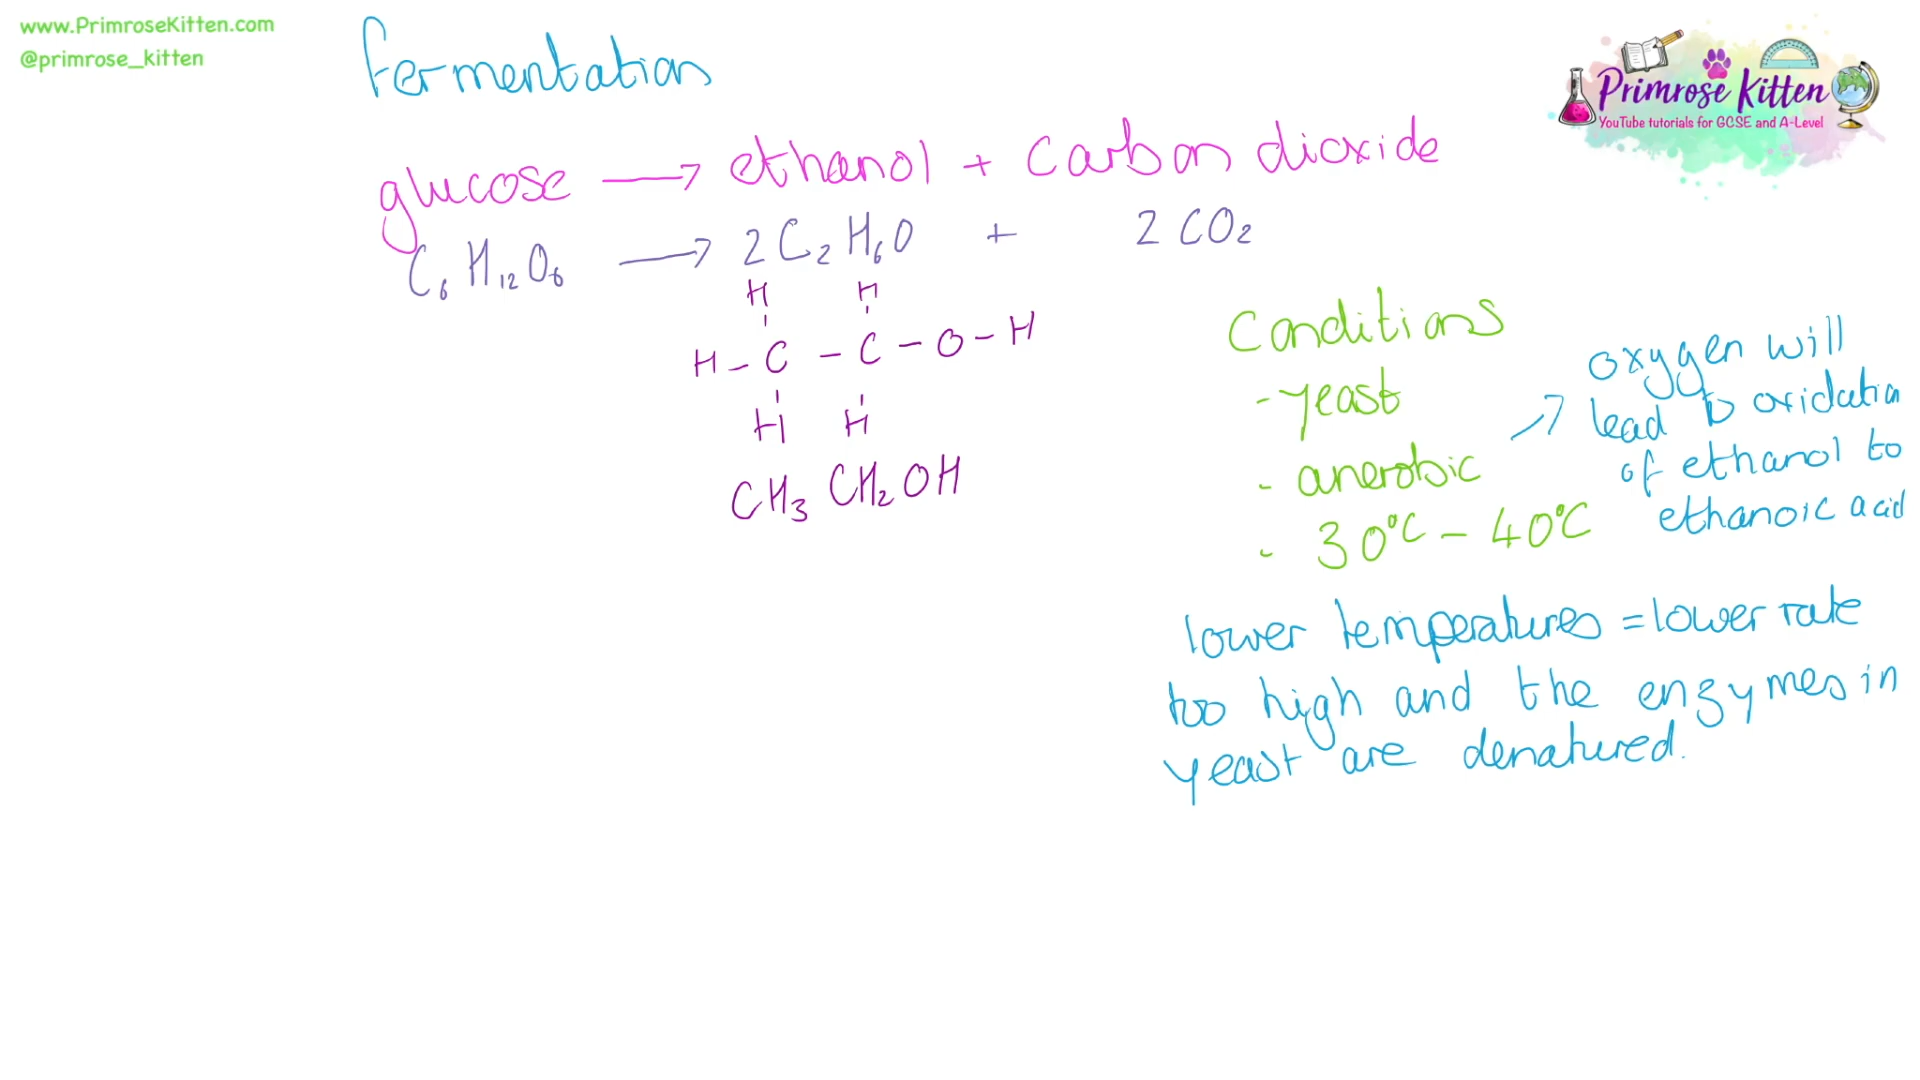 www.PrimroseKitten.com
@primrose_kitten
Primrose Kitten
YouTube tutorials for GCSE and A-Level
fermentation
glucose → ethanol + carbon dioxide
C₆H₁₂O₆ → 2C₂H₆O + 2CO₂
H H
H - C - C - O - H
H H
CH₃CH₂OH
Conditions
- yeast
- anerobic
- 30°C - 40°C
→ oxygen will
lead to oxidation
of ethanol to
ethanoic acid
lower temperatures = lower rate
too high and the enzymes in
yeast are denatured.